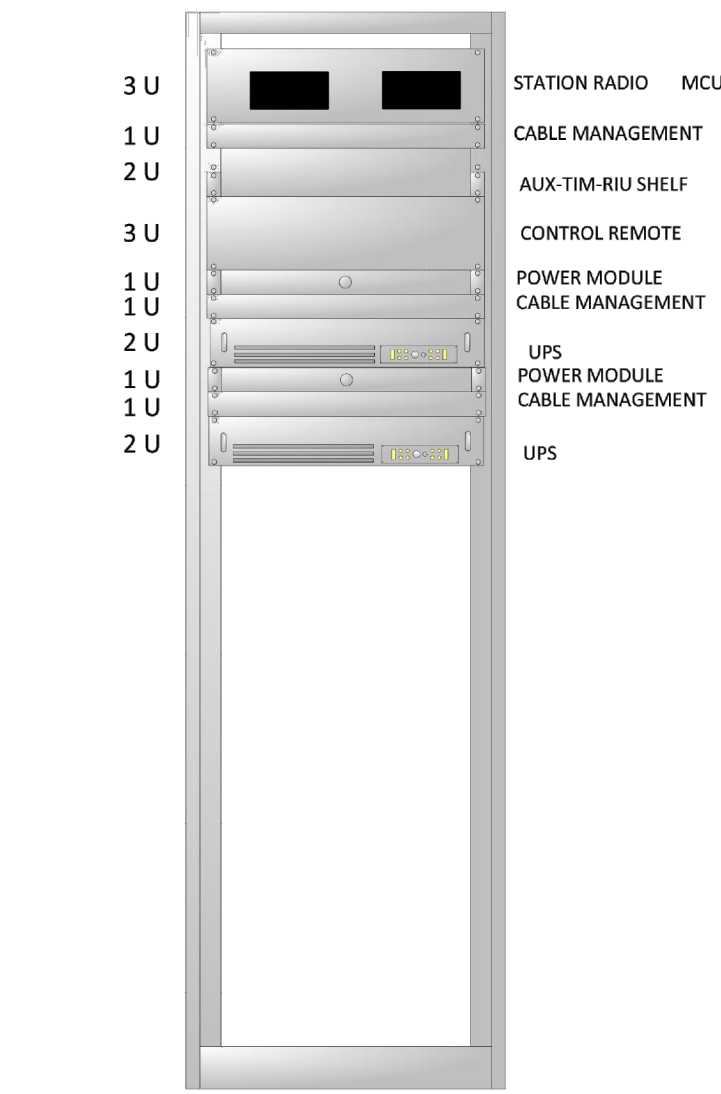 3 U STATION RADIO MCU
1 U CABLE MANAGEMENT
2 U AUX-TIM-RIU SHELF
3 U CONTROL REMOTE
1 U POWER MODULE
1 U CABLE MANAGEMENT
2 U UPS
1 U POWER MODULE
1 U CABLE MANAGEMENT
2 U UPS